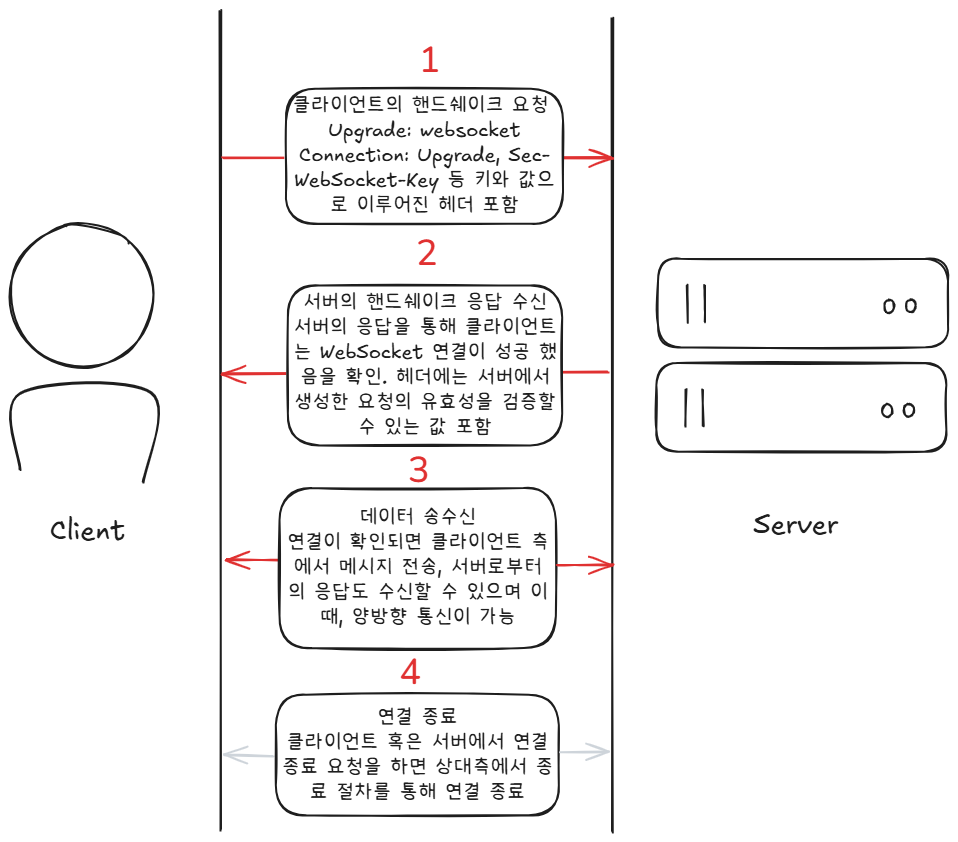 1
클라이언트의 핸드쉐이크 요청
Upgrade: websocket
Connection: Upgrade, Sec-
WebSocket-Key 등 키와 값으
로 이루어진 헤더 포함
2
서버의 핸드쉐이크 응답 수신
서버의 응답을 통해 클라이언트
는 WebSocket 연결이 성공 했
음을 확인. 헤더에는 서버에서
생성한 요청의 유효성을 검증할
수 있는 값 포함
3
데이터 송수신
연결이 확인되면 클라이언트 측
에서 메시지 전송, 서버로부터
의 응답도 수신할 수 있으며 이
때, 양방향 통신이 가능
Client
Server
4
연결 종료
클라이언트 혹은 서버에서 연결
종료 요청을 하면 상대측에서 종
료 절차를 통해 연결 종료